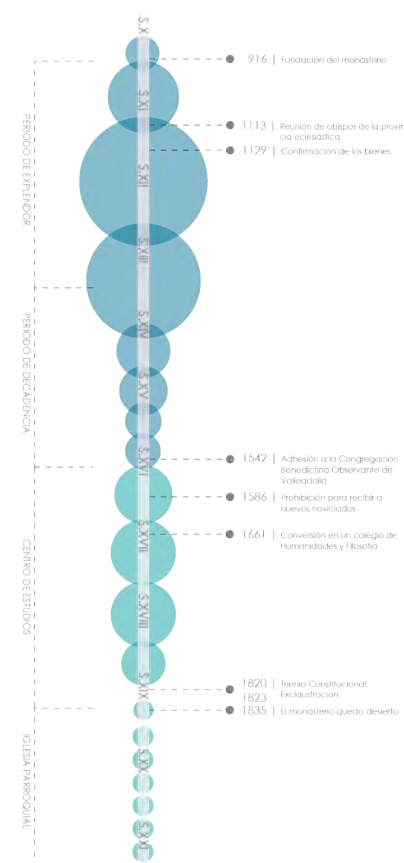 S.X
916 | Fundación del monasterio
S.XI
1113 | Reunión de obispos de la provin
cia eclesiástica
1129 | Confirmación de los bienes
S.XII
PERIODO DE EXPLENDOR
S.XIII
S.XIV
PERIODO DE DECADENCIA
S.XV
S.XVI
1542 | Adhesión a la Congregación
Benedictina Observante de
Valleadolid
1586 | Prohibición para recibir a
nuevos noviciados
S.XVII
1661 | Conversión en un colegio de
Humanidades y Filosofía
CENTRO DE ESTUDIOS
S.XVIII
S.XIX
1820 | Trienio Constitucional:
1823 Exclaustración
1835 | El monasterio queda desierto
IGLESIA PARROQUIAL
S.XX
S.XXI